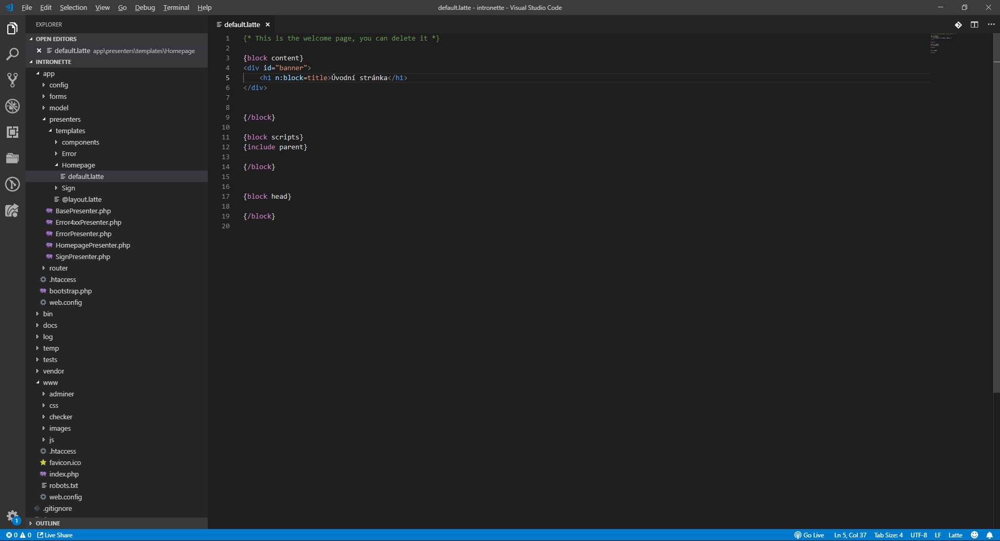 File Edit Selection View Go Debug Terminal Help
default.latte - intronette - Visual Studio Code
EXPLORER
OPEN EDITORS
default.latte app\presenters\templates\Homepage
INTRONETTE
app
config
forms
model
presenters
templates
components
Error
Homepage
default.latte
Sign
@layout.latte
BasePresenter.php
Error4xxPresenter.php
ErrorPresenter.php
HomepagePresenter.php
SignPresenter.php
router
.htaccess
bootstrap.php
web.config
bin
docs
log
temp
tests
vendor
www
adminer
css
checker
images
js
.htaccess
favicon.ico
index.php
robots.txt
web.config
.gitignore
OUTLINE
1
default.latte
1 {* This is the welcome page, you can delete it *}
2
3 {block content}
4 <div id="banner">
5 <h1 n:block=title>Úvodní stránka</h1>
6 </div>
7
8
9 {/block}
10
11 {block scripts}
12 {include parent}
13
14 {/block}
15
16
17 {block head}
18
19 {/block}
20
0 0 Live Share
Go Live Ln 5, Col 37 Tab Size: 4 UTF-8 LF Latte